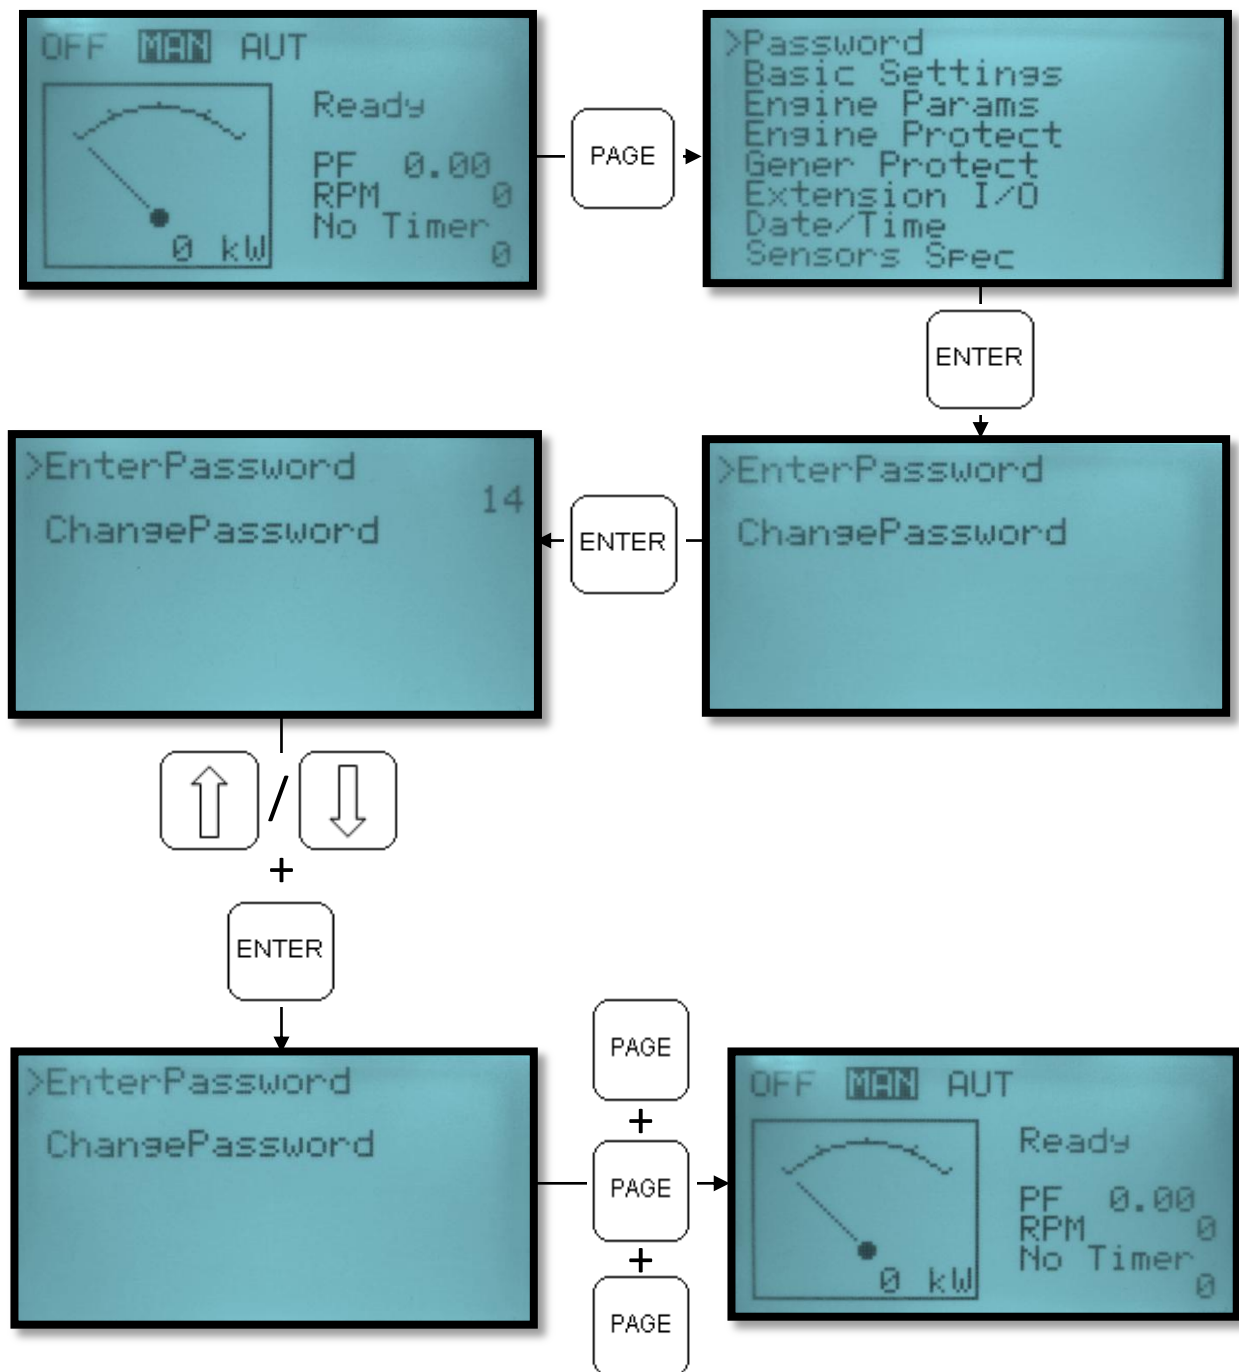 OFF MAN AUT
Ready
PF 0.00
RPM 0
No Timer
0 kW 0
PAGE
>Password
Basic Settings
Engine Params
Engine Protect
Gener Protect
Extension I/O
Date/Time
Sensors Spec
ENTER
>EnterPassword
ChangePassword
ENTER
>EnterPassword
14
ChangePassword
/
+
ENTER
>EnterPassword
ChangePassword
PAGE
+
PAGE
+
PAGE
OFF MAN AUT
Ready
PF 0.00
RPM 0
No Timer
0 kW 0